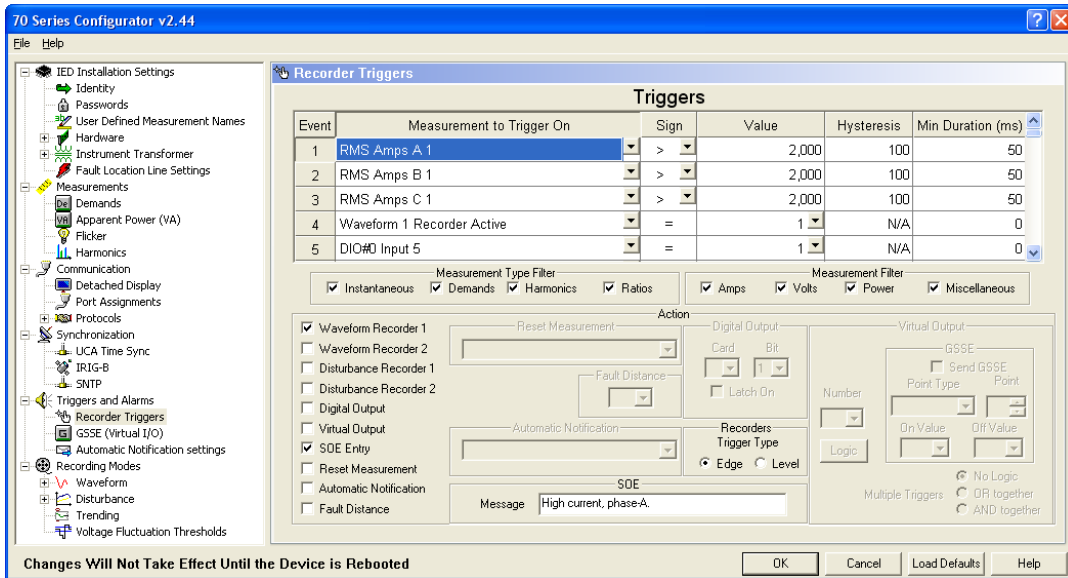 70 Series Configurator v2.44
File Help
IED Installation Settings
Identity
Passwords
User Defined Measurement Names
Hardware
Instrument Transformer
Fault Location Line Settings
Measurements
De Demands
VA Apparent Power (VA)
Flicker
Harmonics
Communication
Detached Display
Port Assignments
Protocols
Synchronization
UCA Time Sync
IRIG-B
SNTP
Triggers and Alarms
Recorder Triggers
G GSSE (Virtual I/O)
Automatic Notification settings
Recording Modes
Waveform
Disturbance
Trending
Voltage Fluctuation Thresholds
Recorder Triggers
Triggers
Event Measurement to Trigger On Sign Value Hysteresis Min Duration (ms)
1 RMS Amps A 1 > 2,000 100 50
2 RMS Amps B 1 > 2,000 100 50
3 RMS Amps C 1 > 2,000 100 50
4 Waveform 1 Recorder Active = 1 N/A 0
5 DIO#0 Input 5 = 1 N/A 0
Measurement Type Filter
Instantaneous Demands Harmonics Ratios
Measurement Filter
Amps Volts Power Miscellaneous
Action
Waveform Recorder 1
Waveform Recorder 2
Disturbance Recorder 1
Disturbance Recorder 2
Digital Output
Virtual Output
SOE Entry
Reset Measurement
Automatic Notification
Fault Distance
Reset Measurement
Fault Distance
Automatic Notification
Digital Output
Card Bit
1
Latch On
Recorders
Trigger Type
Edge Level
SOE
Message High current, phase-A.
Virtual Output
Number
Logic
GSSE
Send GSSE
Point Type Point
On Value Off Value
Multiple Triggers
No Logic
OR together
AND together
Changes Will Not Take Effect Until the Device is Rebooted
OK Cancel Load Defaults Help